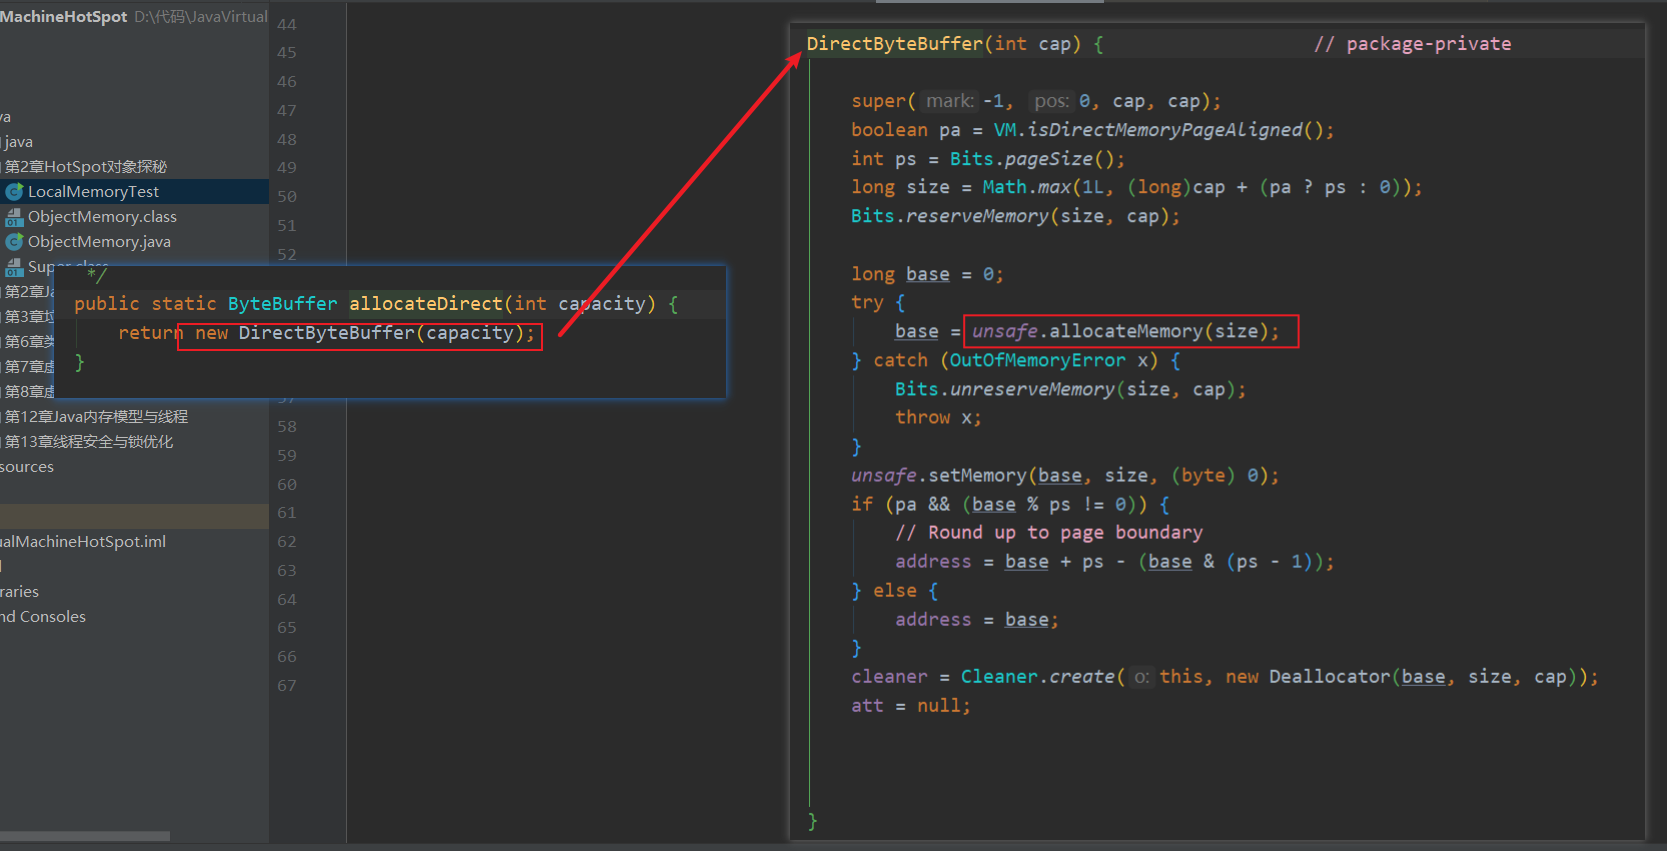 MachineHotSpot D:\代码\JavaVirtual
va
java
第2章HotSpot对象探秘
LocalMemoryTest
ObjectMemory.class
ObjectMemory.java
Super.class
第2章Ja
第3章
第6章类
第7章虚
第8章虚
第12章Java内存模型与线程
第13章线程安全与锁优化
sources
ualMachineHotSpot.iml
raries
nd Consoles
44
45
46
47
48
49
50
51
52
57
58
59
60
61
62
63
64
65
66
67
*/
public static ByteBuffer allocateDirect(int capacity) {
return new DirectByteBuffer(capacity);
}
DirectByteBuffer(int cap) { // package-private
super( mark: -1, pos: 0, cap, cap);
boolean pa = VM.isDirectMemoryPageAligned();
int ps = Bits.pageSize();
long size = Math.max(1L, (long)cap + (pa ? ps : 0));
Bits.reserveMemory(size, cap);
long base = 0;
try {
base = unsafe.allocateMemory(size);
} catch (OutOfMemoryError x) {
Bits.unreserveMemory(size, cap);
throw x;
}
unsafe.setMemory(base, size, (byte) 0);
if (pa && (base % ps != 0)) {
// Round up to page boundary
address = base + ps - (base & (ps - 1));
} else {
address = base;
}
cleaner = Cleaner.create( o: this, new Deallocator(base, size, cap));
att = null;
}